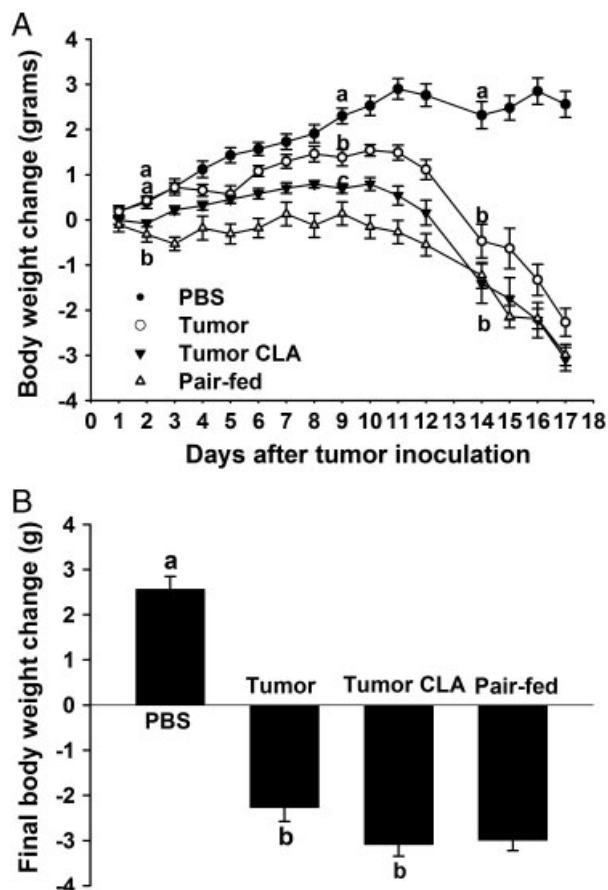 A
Body weight change (grams)
4
3
2
1
0
-1
-2
-3
-4
a
a
a
a
b
c
b
b
b
PBS
Tumor
Tumor CLA
Pair-fed
0 1 2 3 4 5 6 7 8 9 10 11 12 13 14 15 16 17 18
Days after tumor inoculation
B
Final body weight change (g)
4
3
2
1
0
-1
-2
-3
-4
a
PBS
Tumor
Tumor CLA
Pair-fed
b
b